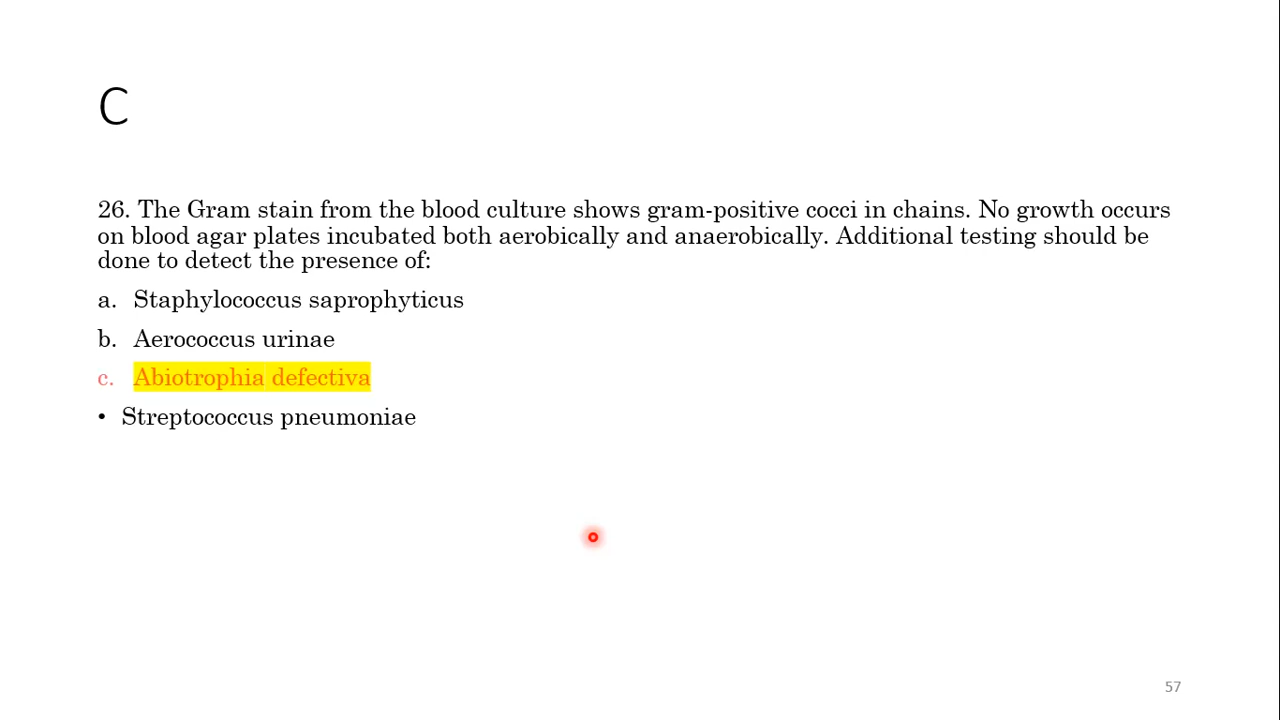 C
26. The Gram stain from the blood culture shows gram-positive cocci in chains. No growth occurs
on blood agar plates incubated both aerobically and anaerobically. Additional testing should be
done to detect the presence of:
a. Staphylococcus saprophyticus
b. Aerococcus urinae
c. Abiotrophia defectiva
• Streptococcus pneumoniae
57